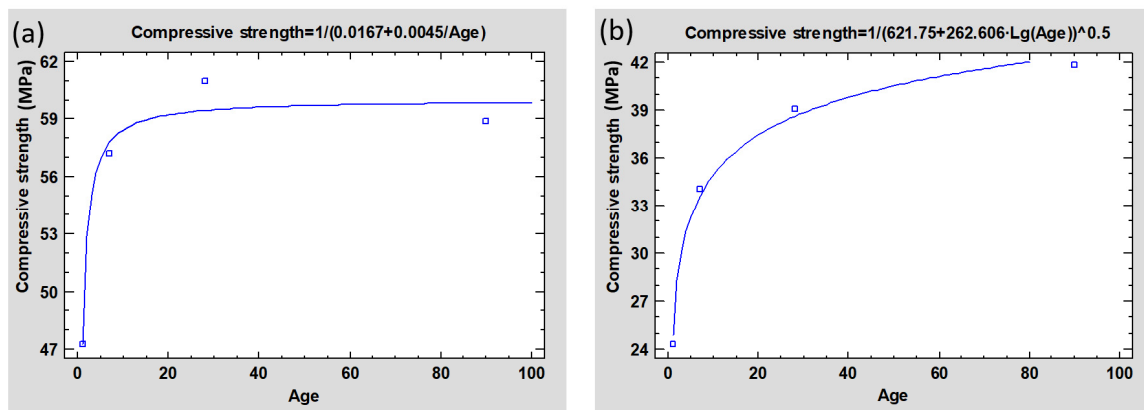 (a)
Compressive strength=1/(0.0167+0.0045/Age)
Compressive strength (MPa)
62
59
56
53
50
47
0 20 40 60 80 100
Age
(b)
Compressive strength=1/(621.75+262.606·Lg(Age))^0.5
Compressive strength (MPa)
42
39
36
33
30
27
24
0 20 40 60 80 100
Age